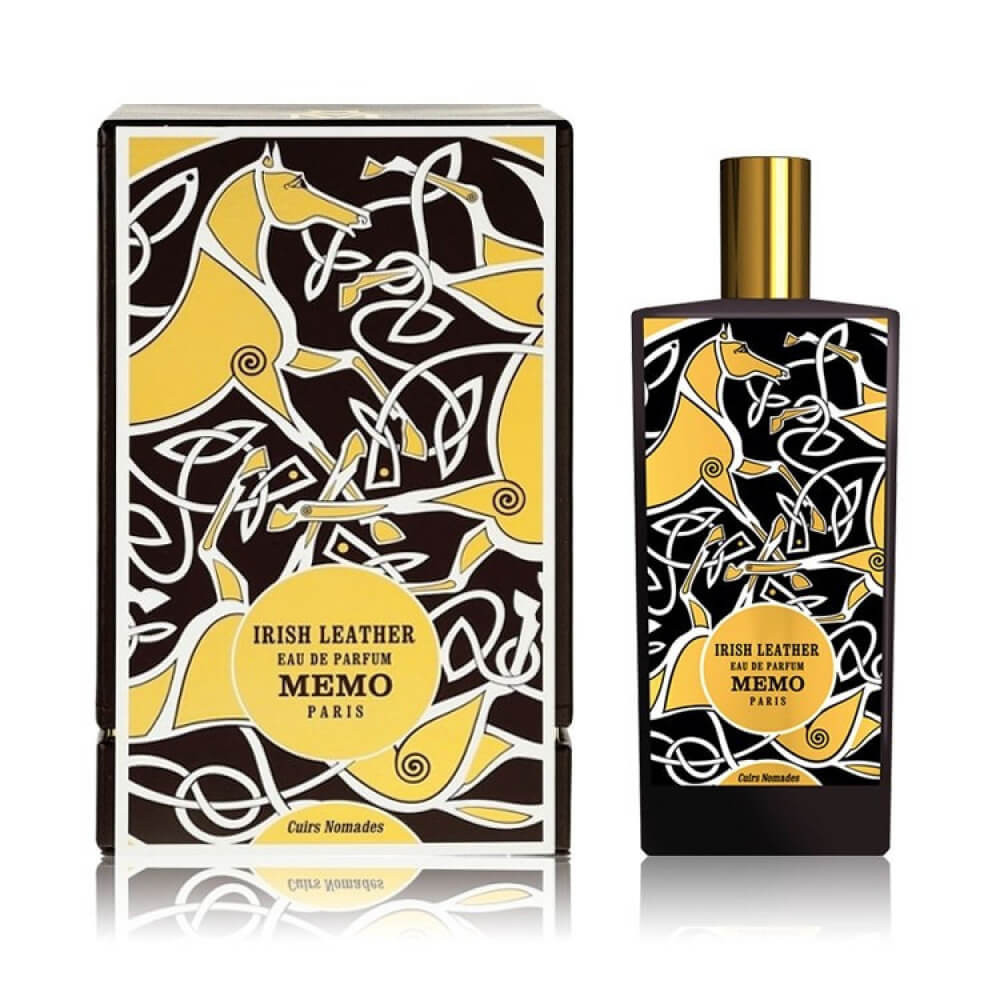 IRISH LEATHER
EAU DE PARFUM
MEMO
PARIS
Cuirs Nomades
IRISH LEATHER
EAU DE PARFUM
MEMO
PARIS
Cuirs Nomades